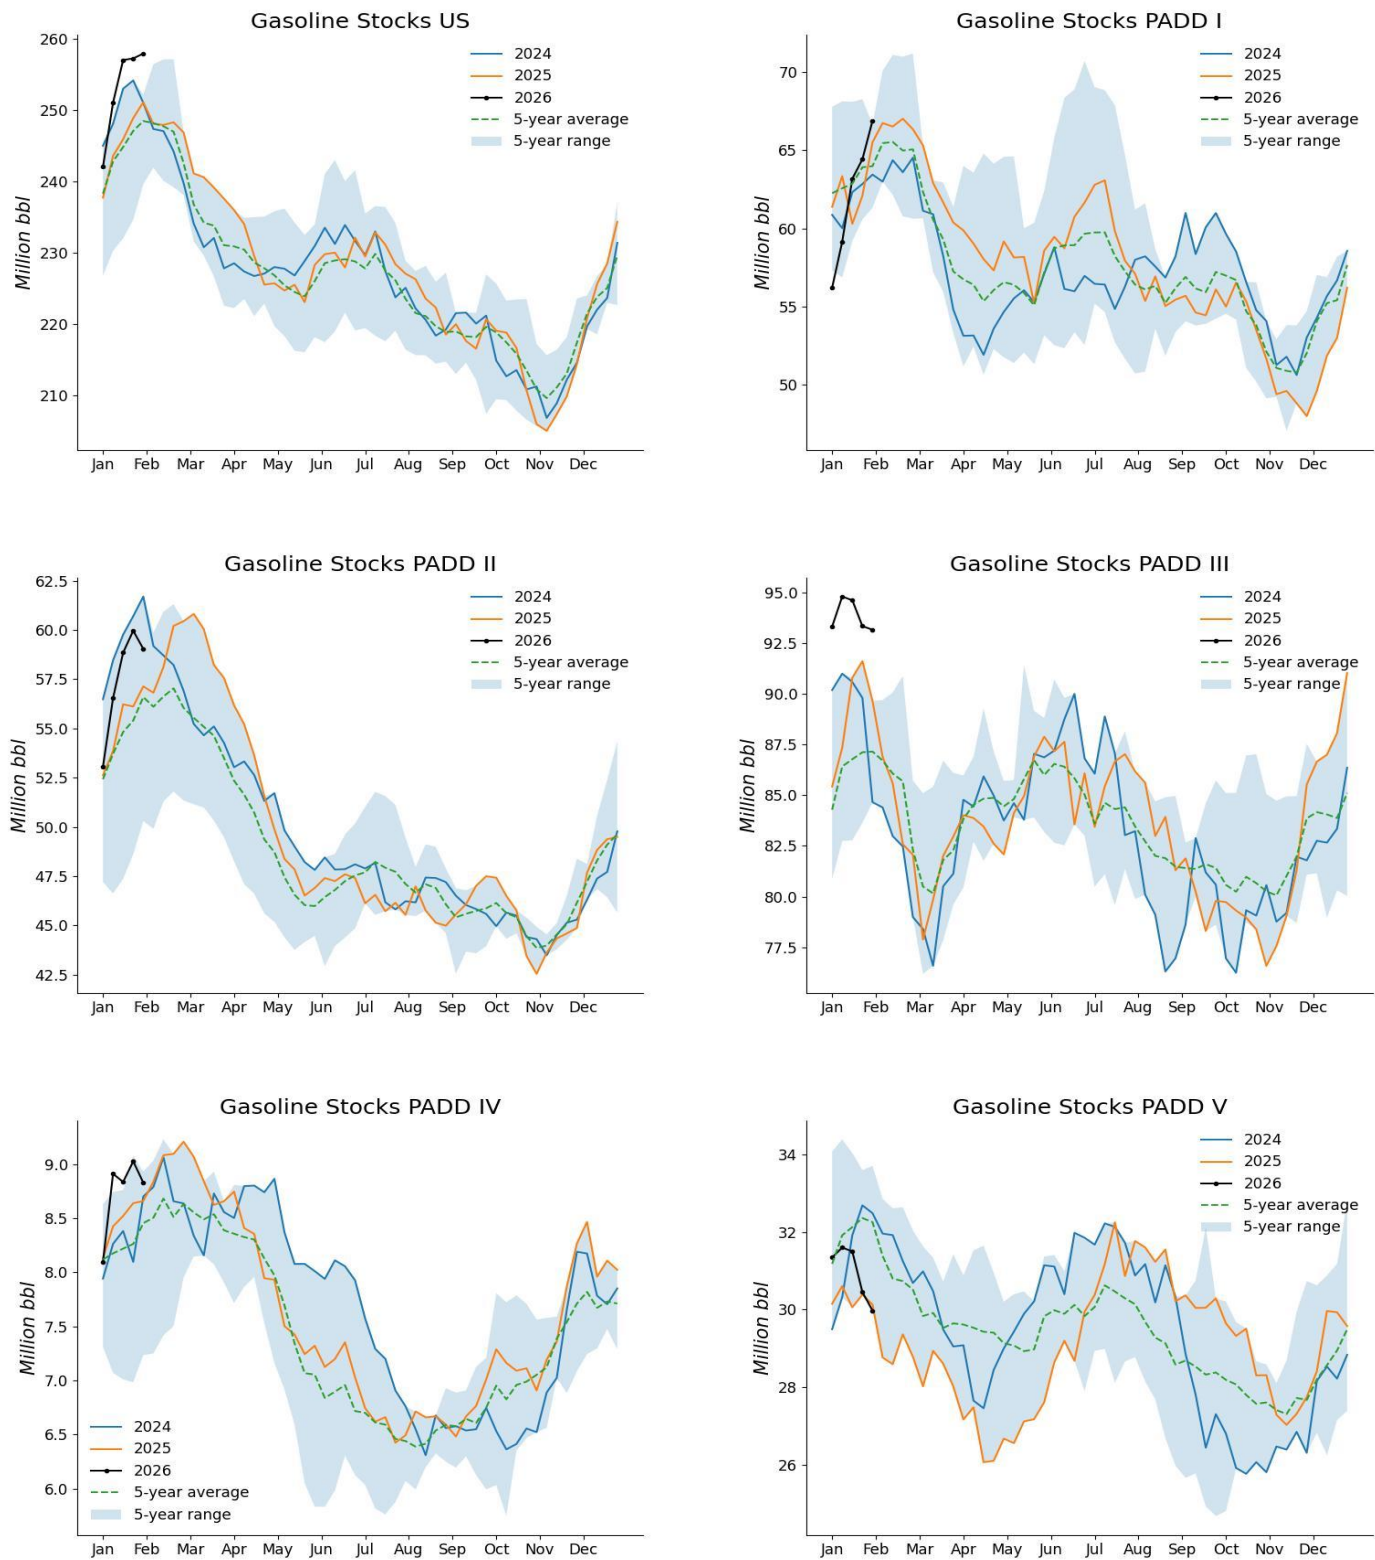 Gasoline Stocks US
Million bbl
260
250
240
230
220
210
Jan Feb Mar Apr May Jun Jul Aug Sep Oct Nov Dec
2024
2025
2026
5-year average
5-year range
Gasoline Stocks PADD I
Million bbl
70
65
60
55
50
Jan Feb Mar Apr May Jun Jul Aug Sep Oct Nov Dec
2024
2025
2026
5-year average
5-year range
Gasoline Stocks PADD II
Million bbl
62.5
60.0
57.5
55.0
52.5
50.0
47.5
45.0
42.5
Jan Feb Mar Apr May Jun Jul Aug Sep Oct Nov Dec
2024
2025
2026
5-year average
5-year range
Gasoline Stocks PADD III
Million bbl
95.0
92.5
90.0
87.5
85.0
82.5
80.0
77.5
Jan Feb Mar Apr May Jun Jul Aug Sep Oct Nov Dec
2024
2025
2026
5-year average
5-year range
Gasoline Stocks PADD IV
Million bbl
9.0
8.5
8.0
7.5
7.0
6.5
6.0
Jan Feb Mar Apr May Jun Jul Aug Sep Oct Nov Dec
2024
2025
2026
5-year average
5-year range
Gasoline Stocks PADD V
Million bbl
34
32
30
28
26
Jan Feb Mar Apr May Jun Jul Aug Sep Oct Nov Dec
2024
2025
2026
5-year average
5-year range